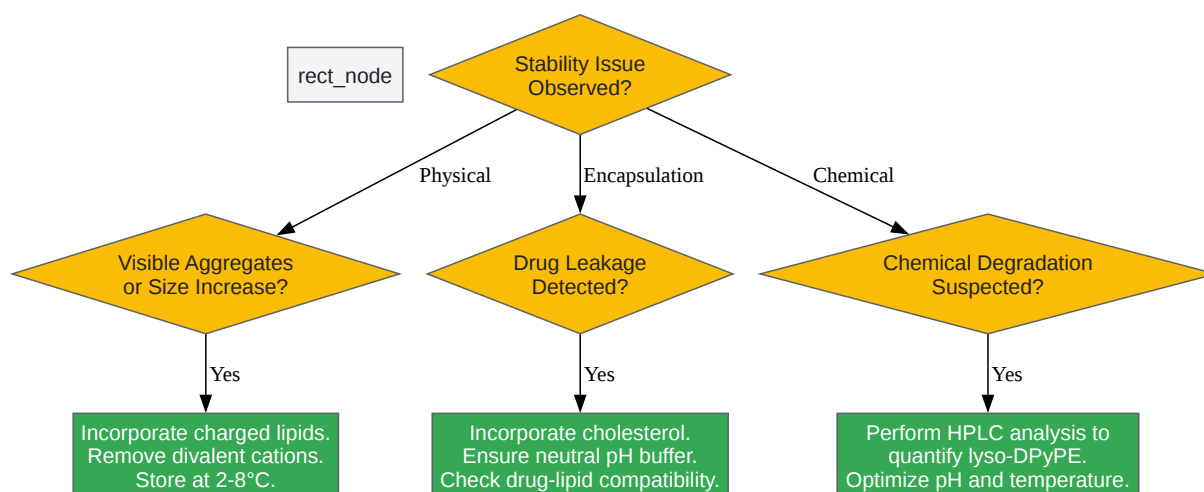 rect_node
Stability Issue
Observed?
Physical
Encapsulation
Chemical
Visible Aggregates
or Size Increase?
Drug Leakage
Detected?
Chemical Degradation
Suspected?
Yes
Yes
Yes
Incorporate charged lipids.
Remove divalent cations.
Store at 2-8°C.
Incorporate cholesterol.
Ensure neutral pH buffer.
Check drug-lipid compatibility.
Perform HPLC analysis to
quantify lyso-DPyPE.
Optimize pH and temperature.